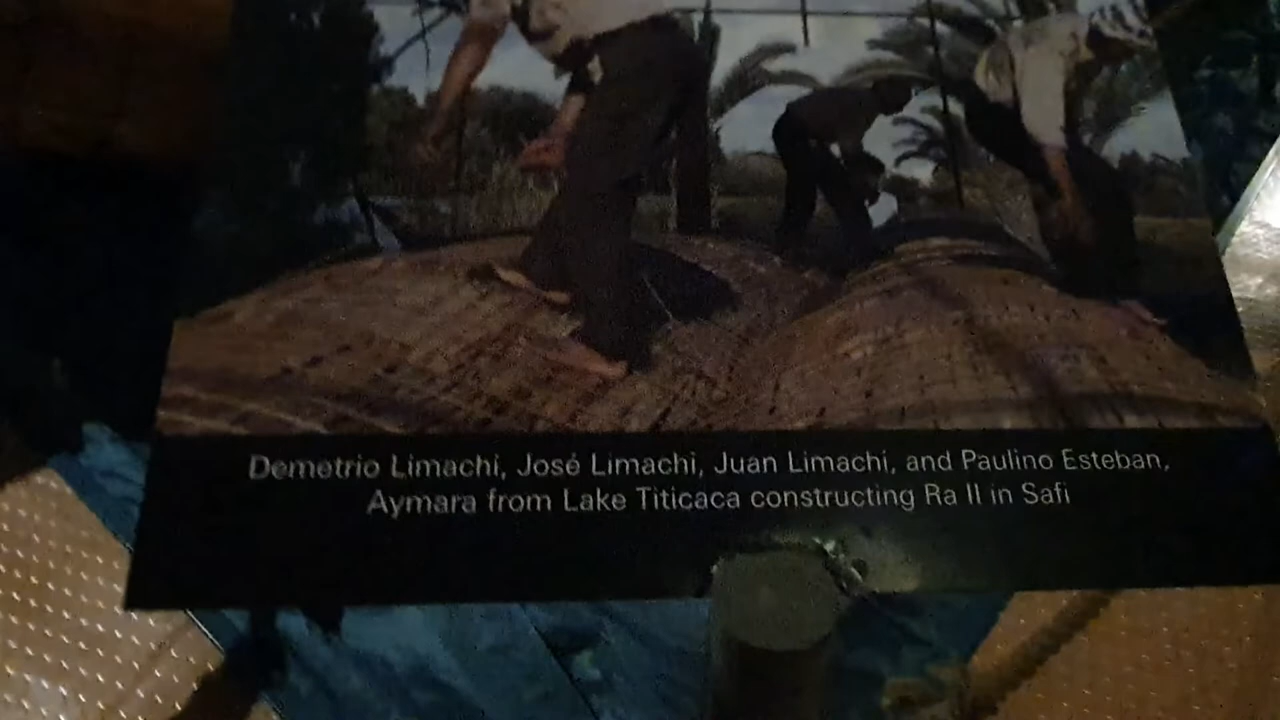 Demetrio Limachi, José Limachi, Juan Limachi, and Paulino Esteban,
Aymara from Lake Titicaca constructing Ra II in Safi